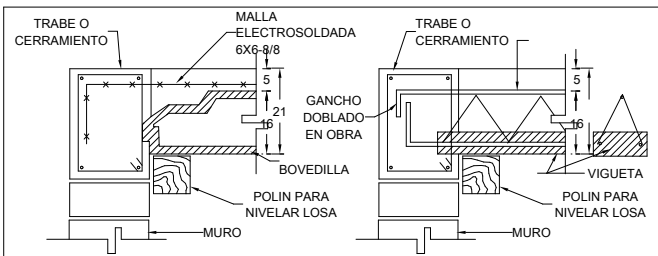 TRABE O
CERRAMIENTO
MALLA
ELECTROSOLDADA
6X6-8/8
5
21
16
BOVEDILLA
POLIN PARA
NIVELAR LOSA
MURO
TRABE O
CERRAMIENTO
GANCHO
DOBLADO
EN OBRA
5
16
VIGUETA
POLIN PARA
NIVELAR LOSA
MURO